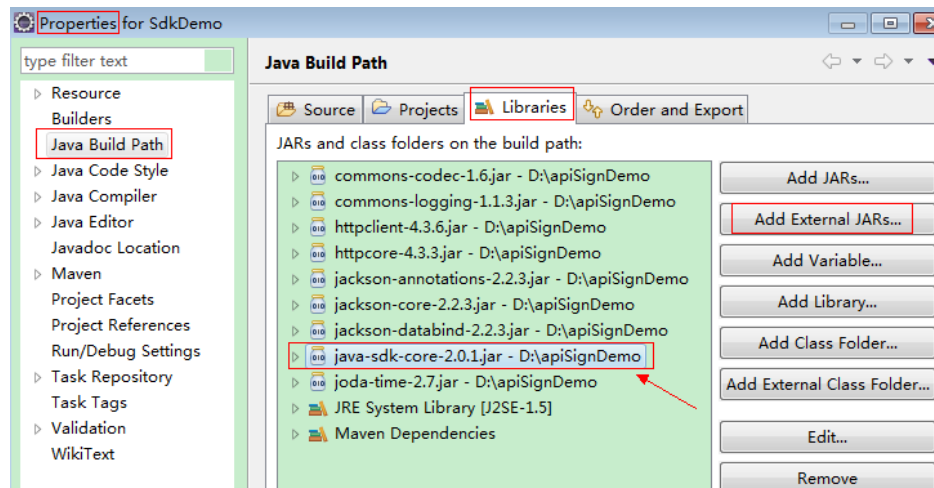 Properties for SdkDemo
type filter text
Resource
Builders
Java Build Path
Java Code Style
Java Compiler
Java Editor
Javadoc Location
Maven
Project Facets
Project References
Run/Debug Settings
Task Repository
Task Tags
Validation
WikiText
Java Build Path
Source
Projects
Libraries
Order and Export
JARs and class folders on the build path:
commons-codec-1.6.jar - D:\apiSignDemo
commons-logging-1.1.3.jar - D:\apiSignDemo
httpclient-4.3.6.jar - D:\apiSignDemo
httpcore-4.3.3.jar - D:\apiSignDemo
jackson-annotations-2.2.3.jar - D:\apiSignDemo
jackson-core-2.2.3.jar - D:\apiSignDemo
jackson-databind-2.2.3.jar - D:\apiSignDemo
java-sdk-core-2.0.1.jar - D:\apiSignDemo
joda-time-2.7.jar - D:\apiSignDemo
JRE System Library [J2SE-1.5]
Maven Dependencies
Add JARs...
Add External JARs...
Add Variable...
Add Library...
Add Class Folder...
Add External Class Folder...
Edit...
Remove